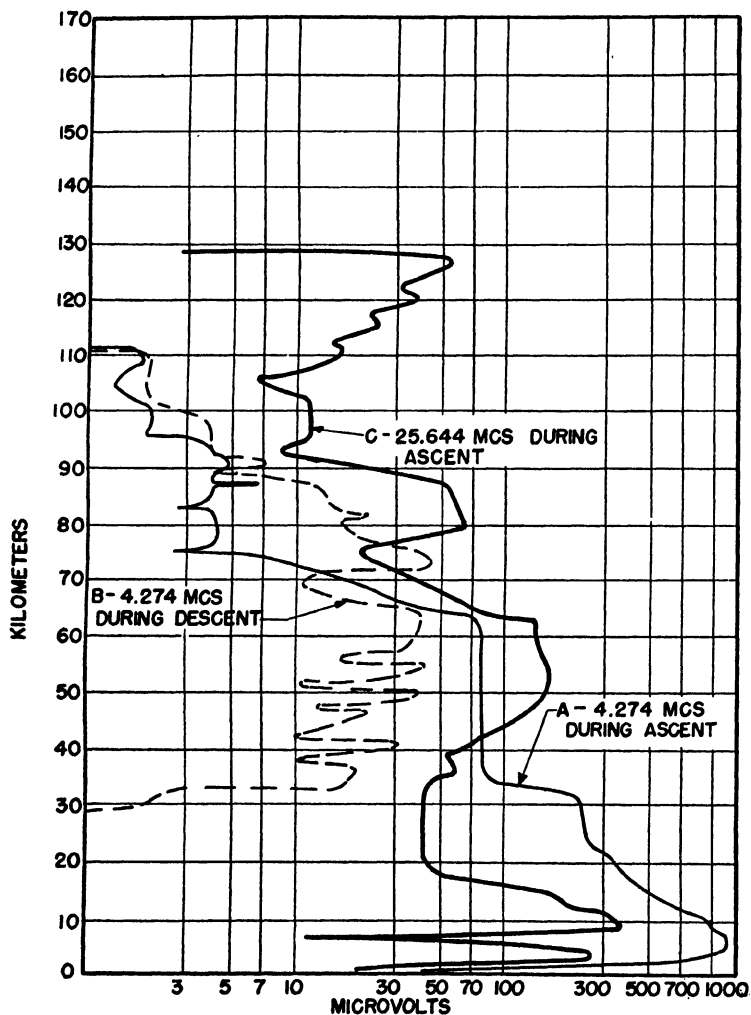 170
160
150
140
130
120
110
100
90
80
70
60
50
40
30
20
10
0
KILOMETERS
C-25.644 MCS DURING
ASCENT
B-4.274 MCS
DURING DESCENT
A-4.274 MCS
DURING ASCENT
3 5 7 10 30 50 70 100 300 500 700 1000
MICROVOLTS